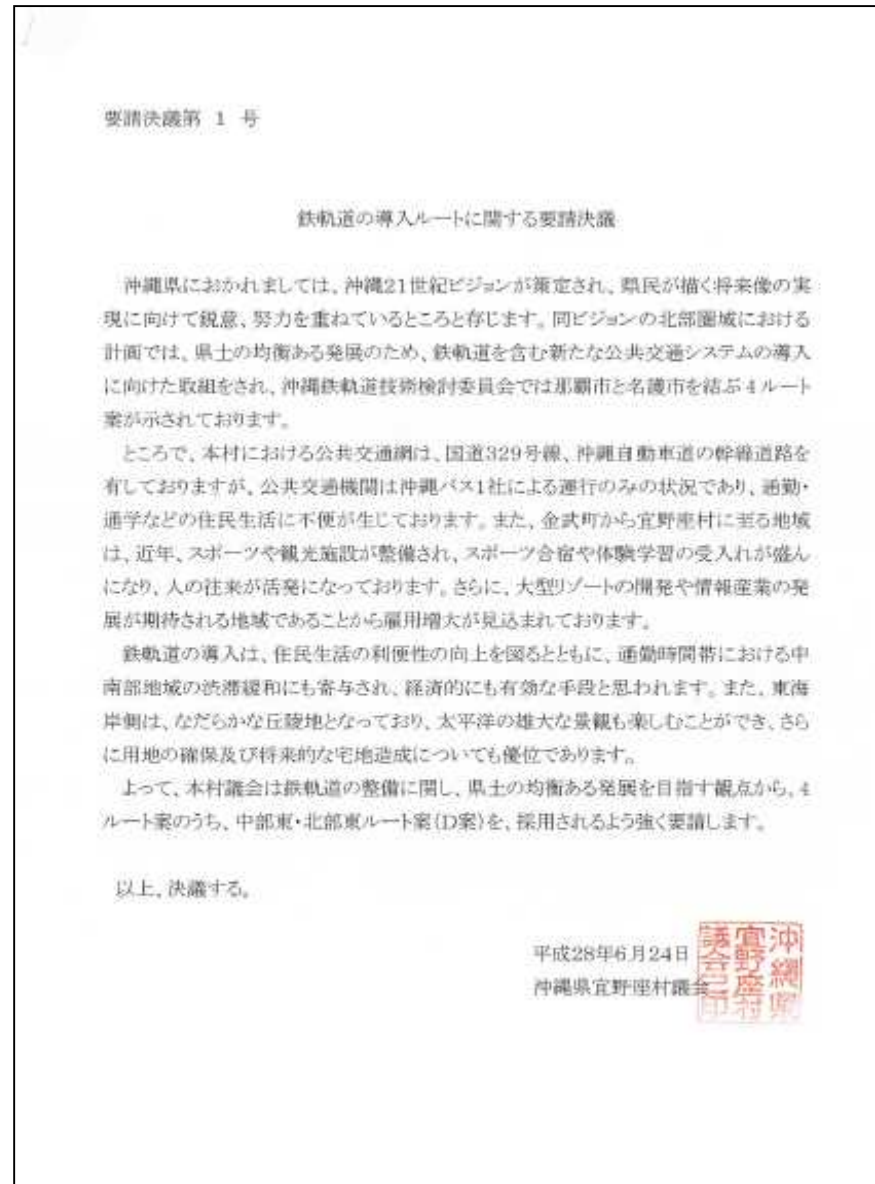 要請決議第 1 号
鉄軌道の導入ルートに関する要請決議
沖縄県におかれましては、沖縄21世紀ビジョンが策定され、県民が描く将来像の実
現に向けて鋭意、努力を重ねているところと存じます。同ビジョンの北部圏域における
計画では、県土の均衡ある発展のため、鉄軌道を含む新たな公共交通システムの導入
に向けた取組をされ、沖縄鉄軌道技術検討委員会では那覇市と名護市を結ぶ4ルート
案が示されております。
ところで、本村における公共交通網は、国道329号線、沖縄自動車道の幹線道路を
有しておりますが、公共交通機関は沖縄バス1社による運行のみの状況であり、通勤・
通学などの住民生活に不便が生じております。また、金武町から宜野座村に至る地域
は、近年、スポーツや観光施設が整備され、スポーツ合宿や体験学習の受入れが盛ん
になり、人の往来が活発になっております。さらに、大型リゾートの開発や情報産業の発
展が期待される地域であることから雇用増大が見込まれております。
鉄軌道の導入は、住民生活の利便性の向上を図るとともに、通勤時間帯における中
南部地域の渋滞緩和にも寄与され、経済的にも有効な手段と思われます。また、東海
岸側は、なだらかな丘陵地となっており、太平洋の雄大な景観も楽しむことができ、さら
に用地の確保及び将来的な宅地造成についても優位であります。
よって、本村議会は鉄軌道の整備に関し、県土の均衡ある発展を目指す観点から、4
ルート案のうち、中部東・北部東ルート案(D案)を、採用されるよう強く要請します。
以上、決議する。
平成28年6月24日
沖縄県宜野座村議会
沖縄県
宜野座村
議会之印